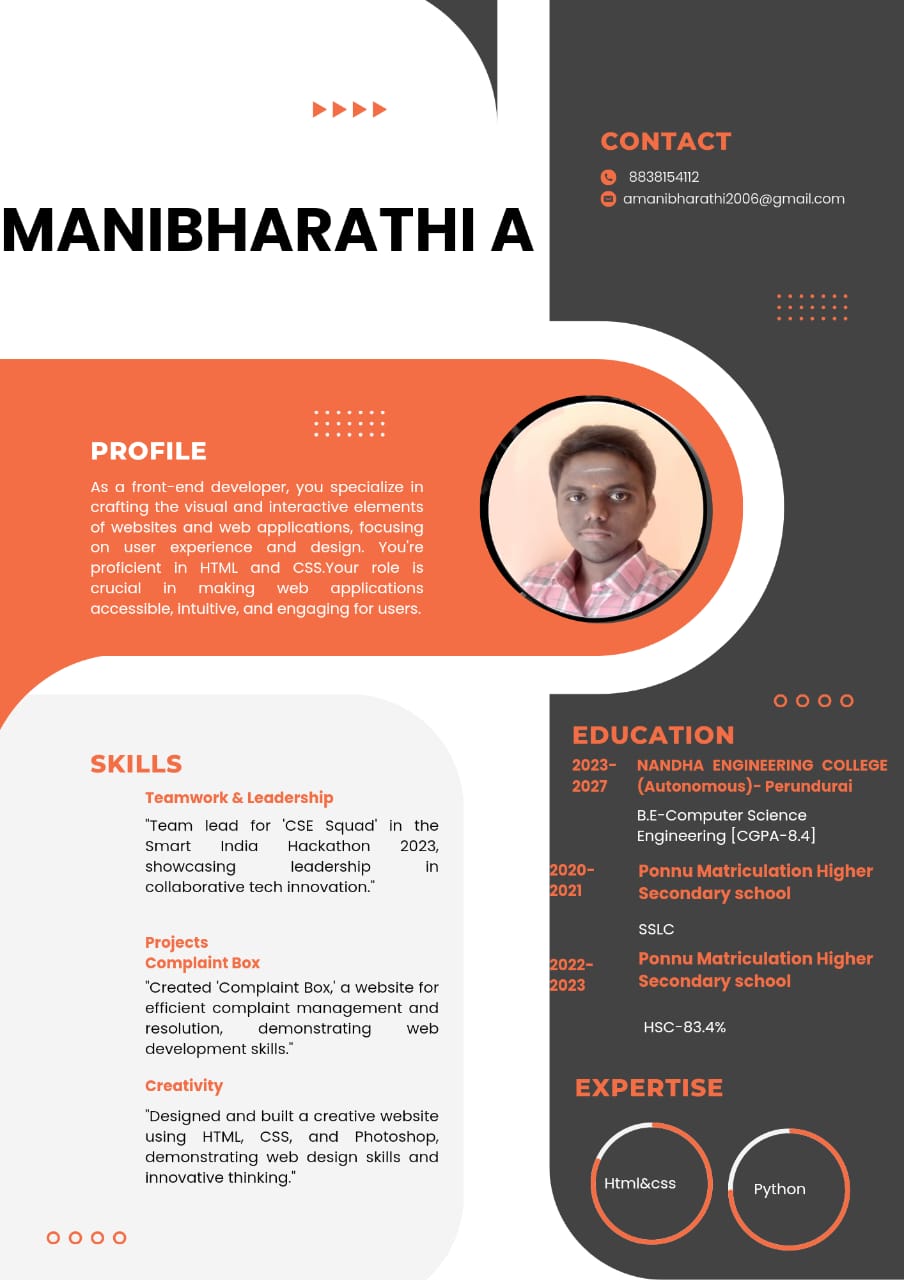 MANIBHARATHI A
CONTACT
8838154112
amanibharathi2006@gmail.com
PROFILE
As a front-end developer, you specialize in
crafting the visual and interactive elements
of websites and web applications, focusing
on user experience and design. You're
proficient in HTML and CSS.Your role is
crucial in making web applications
accessible, intuitive, and engaging for users.
SKILLS
Teamwork & Leadership
"Team lead for 'CSE Squad' in the
Smart India Hackathon 2023,
showcasing leadership in
collaborative tech innovation."
Projects
Complaint Box
"Created 'Complaint Box,' a website for
efficient complaint management and
resolution, demonstrating web
development skills."
Creativity
"Designed and built a creative website
using HTML, CSS, and Photoshop,
demonstrating web design skills and
innovative thinking."
EDUCATION
2023-
2027
NANDHA ENGINEERING COLLEGE
(Autonomous)- Perundurai
B.E-Computer Science
Engineering [CGPA-8.4]
2020-
2021
Ponnu Matriculation Higher
Secondary school
SSLC
2022-
2023
Ponnu Matriculation Higher
Secondary school
HSC-83.4%
EXPERTISE
Html&css
Python